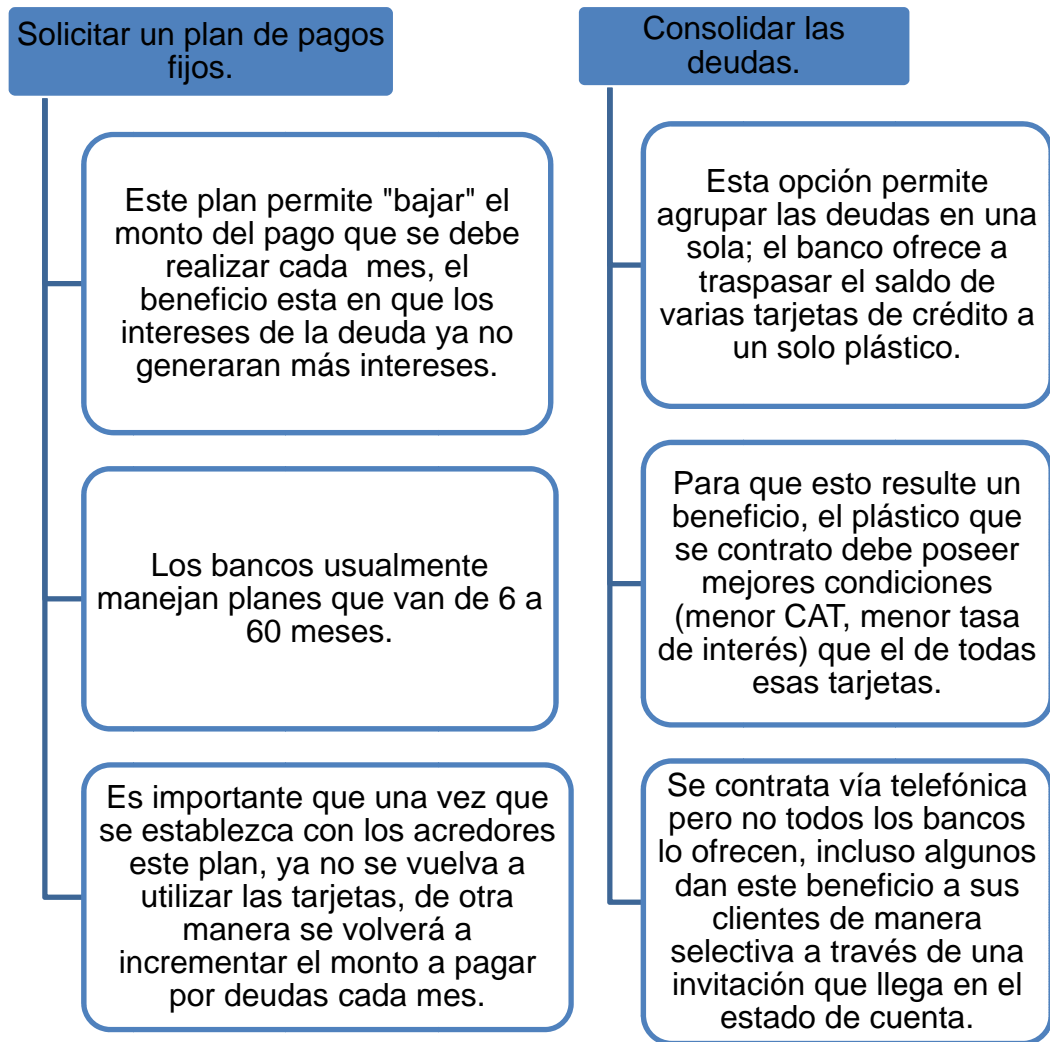 Solicitar un plan de pagos
fijos.
Este plan permite "bajar" el
monto del pago que se debe
realizar cada  mes, el
beneficio esta en que los
intereses de la deuda ya no
generaran más intereses.
Los bancos usualmente
manejan planes que van de 6 a
60 meses.
Es importante que una vez que
se establezca con los acredores
este plan, ya no se vuelva a
utilizar las tarjetas, de otra
manera se volverá a
incrementar el monto a pagar
por deudas cada mes.
Consolidar las
deudas.
Esta opción permite
agrupar las deudas en una
sola; el banco ofrece a
traspasar el saldo de
varias tarjetas de crédito a
un solo plástico.
Para que esto resulte un
beneficio, el plástico que
se contrato debe poseer
mejores condiciones
(menor CAT, menor tasa
de interés) que el de todas
esas tarjetas.
Se contrata vía telefónica
pero no todos los bancos
lo ofrecen, incluso algunos
dan este beneficio a sus
clientes de manera
selectiva a través de una
invitación que llega en el
estado de cuenta.